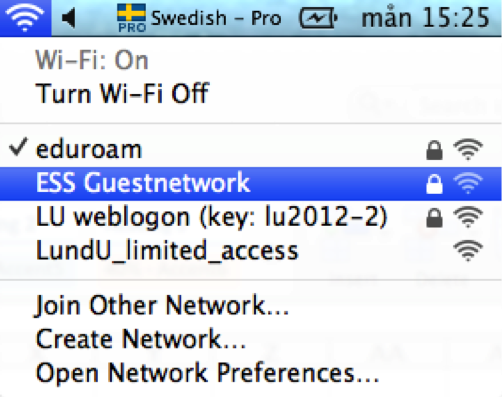 PRO Swedish - Pro mån 15:25
Wi-Fi: On
Turn Wi-Fi Off
eduroam
ESS Guestnetwork
LU weblogon (key: lu2012-2)
LundU_limited_access
Join Other Network...
Create Network...
Open Network Preferences...